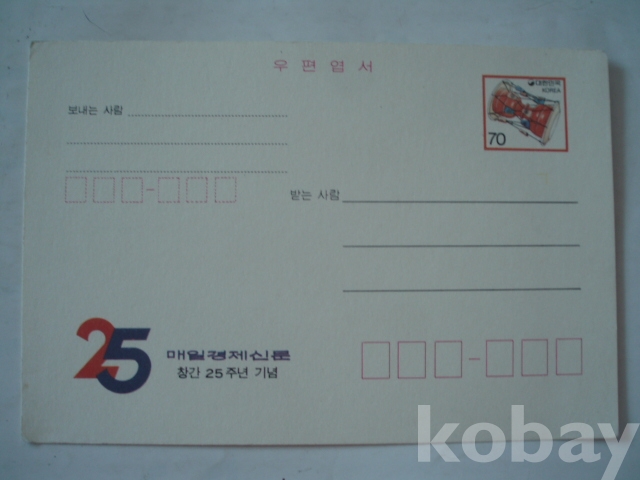 우편엽서
대한민국
KOREA
70
보내는 사람
받는 사람
25
매일경제신문
창간 25주년 기념
kobay